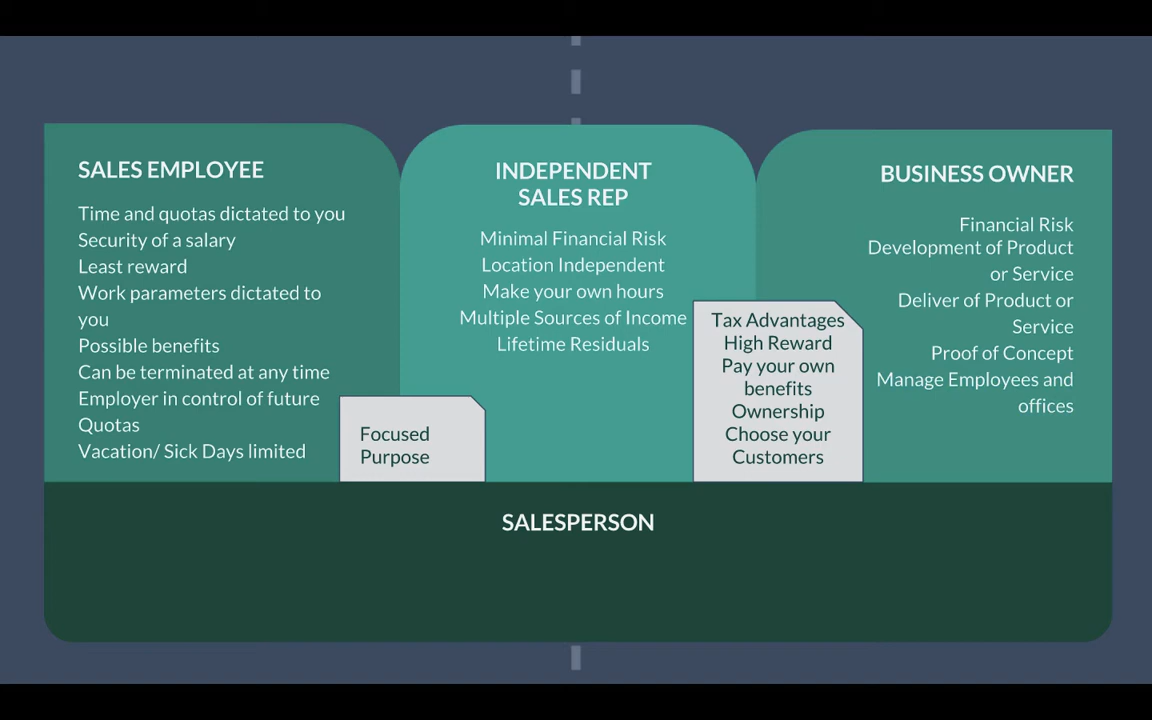 SALES EMPLOYEE
Time and quotas dictated to you
Security of a salary
Least reward
Work parameters dictated to
you
Possible benefits
Can be terminated at any time
Employer in control of future
Quotas
Vacation/ Sick Days limited
Focused
Purpose
INDEPENDENT
SALES REP
Minimal Financial Risk
Location Independent
Make your own hours
Multiple Sources of Income
Lifetime Residuals
Tax Advantages
High Reward
Pay your own
benefits
Ownership
Choose your
Customers
BUSINESS OWNER
Financial Risk
Development of Product
or Service
Deliver of Product or
Service
Proof of Concept
Manage Employees and
offices
SALESPERSON